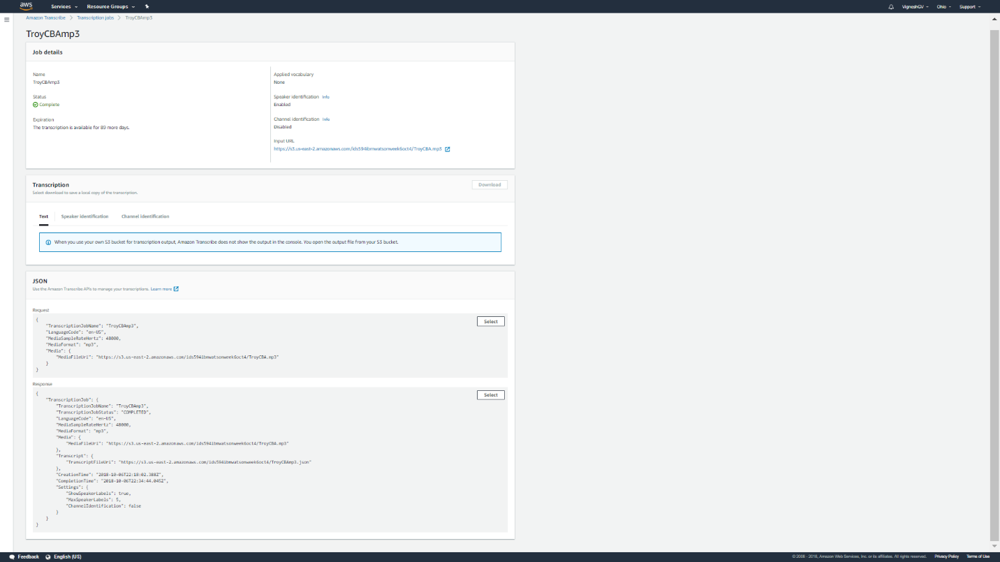 aws Services Resource Groups VigneshGV Ohio Support
Amazon Transcribe > Transcription jobs > TroyCBAmp3
TroyCBAmp3
Job details
Name
TroyCBAmp3
Status
Complete
Expiration
The transcription is available for 89 more days.
Applied vocabulary
None
Speaker identification Info
Enabled
Channel identification Info
Disabled
Input URL
https://s3.us-east-2.amazonaws.com/ids594ibmwatsonweek6oct4/TroyCBA.mp3
Transcription
Download
Select download to save a local copy of the transcription.
Text Speaker identification Channel identification
When you use your own S3 bucket for transcription output, Amazon Transcribe does not show the output in the console. You open the output file from your S3 bucket.
JSON
Use the Amazon Transcribe APIs to manage your transcriptions. Learn more
Request
Select
{
"TranscriptionJobName": "TroyCBAmp3",
"LanguageCode": "en-US",
"MediaSampleRateHertz": 48000,
"MediaFormat": "mp3",
"Media": {
"MediaFileUri": "https://s3.us-east-2.amazonaws.com/ids594ibmwatsonweek6oct4/TroyCBA.mp3"
}
}
Response
Select
{
"TranscriptionJob": {
"TranscriptionJobName": "TroyCBAmp3",
"TranscriptionJobStatus": "COMPLETED",
"LanguageCode": "en-US",
"MediaSampleRateHertz": 48000,
"MediaFormat": "mp3",
"Media": {
"MediaFileUri": "https://s3.us-east-2.amazonaws.com/ids594ibmwatsonweek6oct4/TroyCBA.mp3"
},
"Transcript": {
"TranscriptFileUri": "https://s3.us-east-2.amazonaws.com/ids594ibmwatsonweek6oct4/TroyCBAmp3.json"
},
"CreationTime": "2018-10-06T22:18:02.388Z",
"CompletionTime": "2018-10-06T22:34:44.045Z",
"Settings": {
"ShowSpeakerLabels": true,
"MaxSpeakerLabels": 5,
"ChannelIdentification": false
}
}
}
Feedback English (US) © 2008 - 2018, Amazon Web Services, Inc. or its affiliates. All rights reserved. Privacy Policy Terms of Use